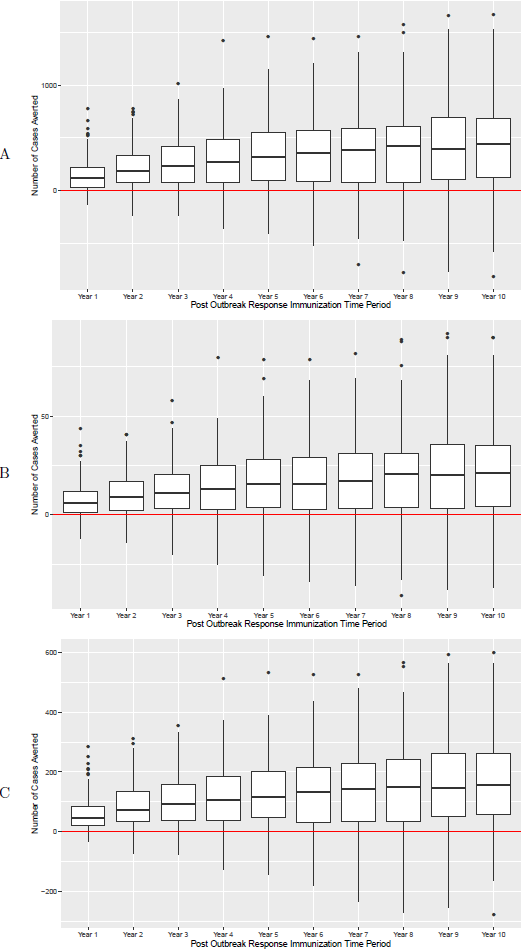 A
Number of Cases Averted
1000
0
Year 1 Year 2 Year 3 Year 4 Year 5 Year 6 Year 7 Year 8 Year 9 Year 10
Post Outbreak Response Immunization Time Period
B
Number of Cases Averted
50
0
Year 1 Year 2 Year 3 Year 4 Year 5 Year 6 Year 7 Year 8 Year 9 Year 10
Post Outbreak Response Immunization Time Period
C
Number of Cases Averted
600
400
200
0
−200
Year 1 Year 2 Year 3 Year 4 Year 5 Year 6 Year 7 Year 8 Year 9 Year 10
Post Outbreak Response Immunization Time Period